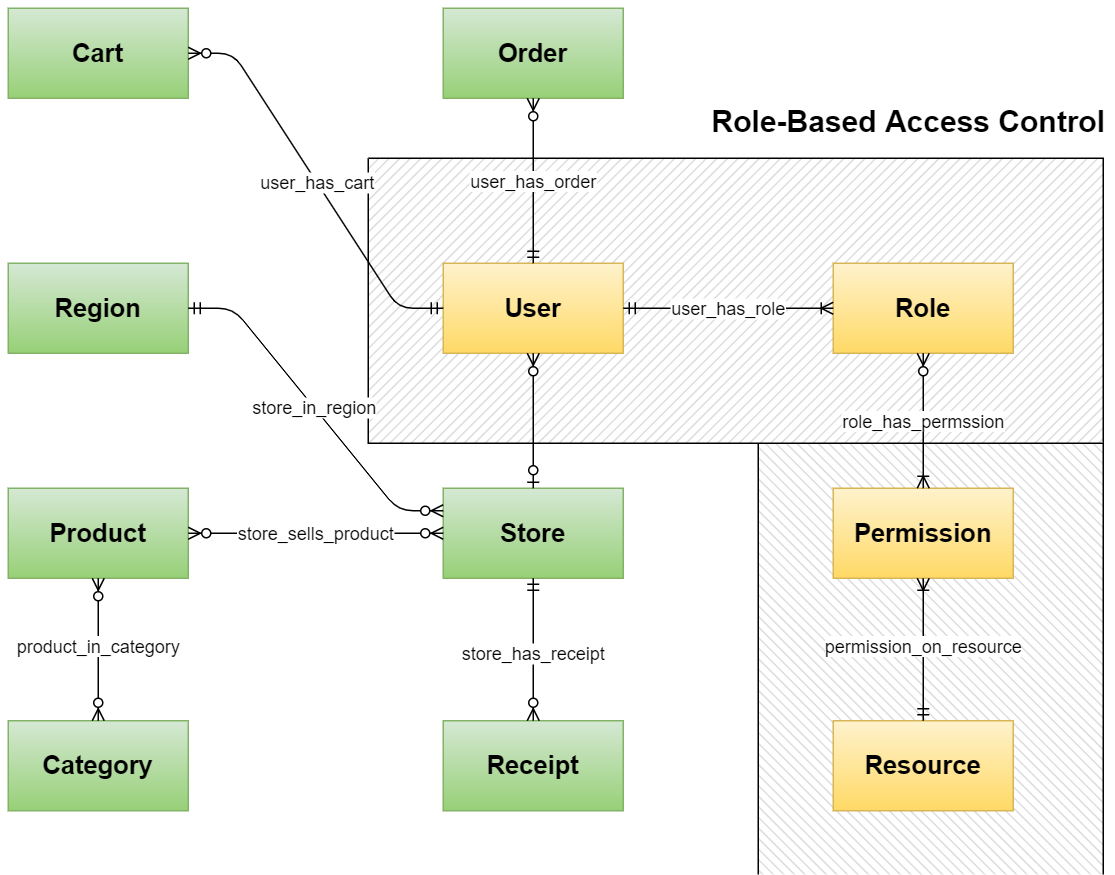 Cart
Order
Role-Based Access Control
user_has_cart
user_has_order
Region
User
user_has_role
Role
store_in_region
role_has_permssion
Product
store_sells_product
Store
Permission
product_in_category
store_has_receipt
permission_on_resource
Category
Receipt
Resource